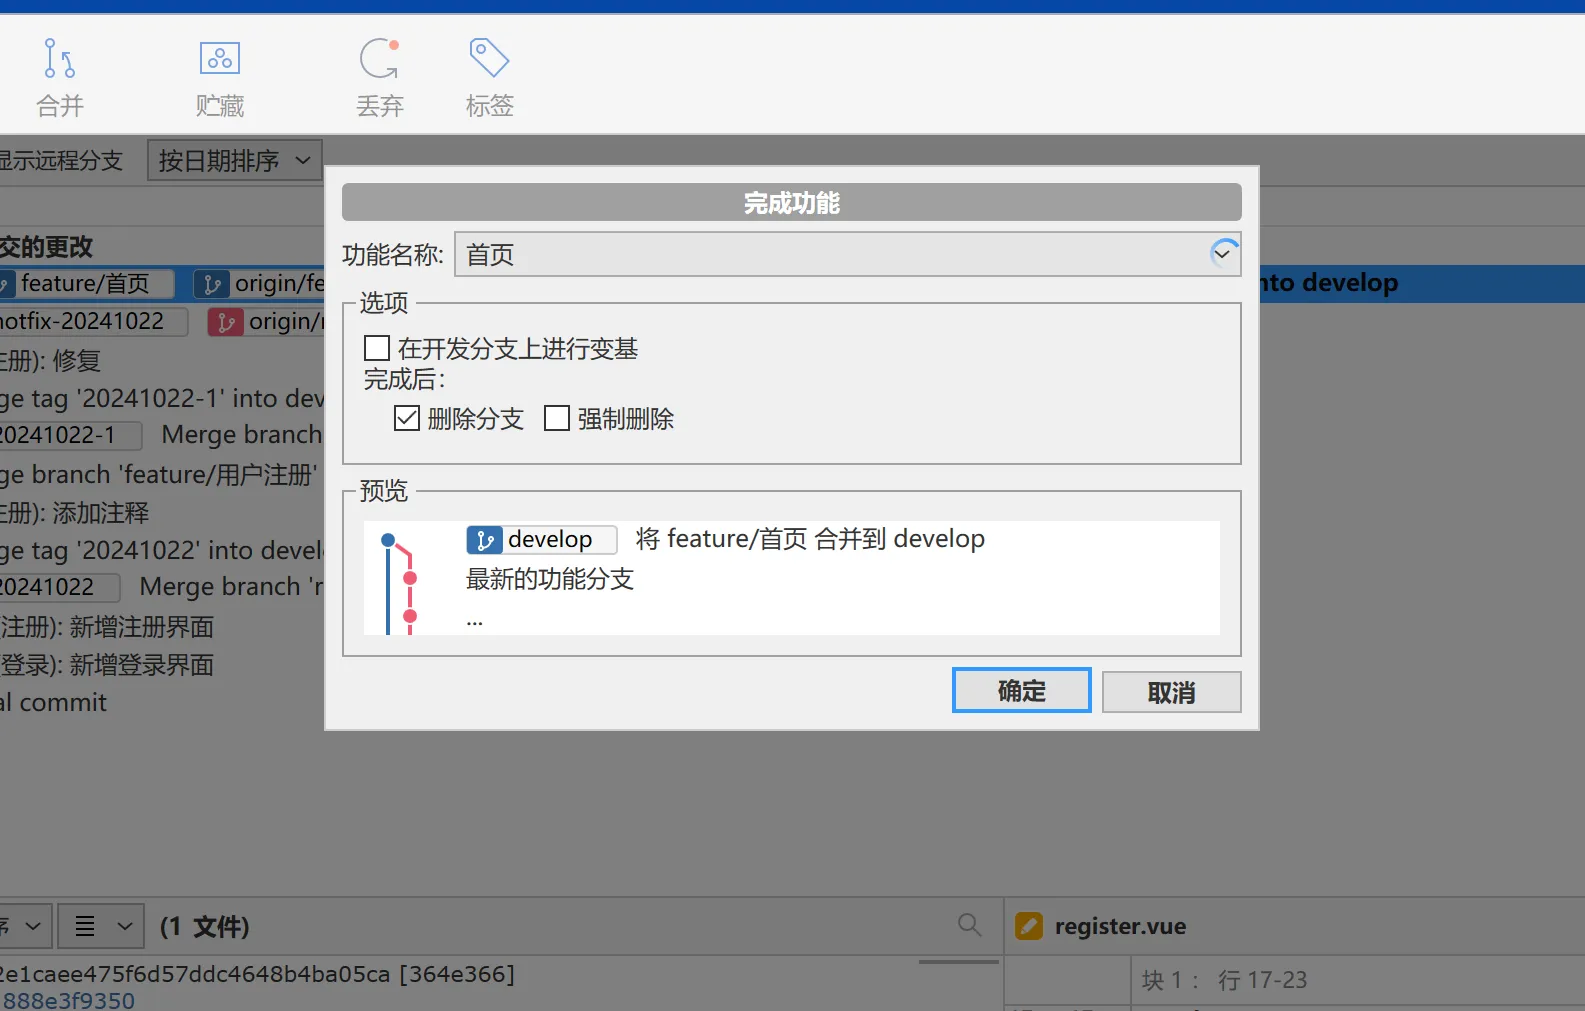 合并
贮藏
丢弃
标签
显示远程分支
按日期排序
完成功能
功能名称:
首页
交的更改
feature/首页
origin/fe
nto develop
选项
hotfix-20241022
origin/r
在开发分支上进行变基
主册): 修复
完成后：
ge tag '20241022-1' into dev
删除分支
强制删除
20241022-1
Merge branch
ge branch 'feature/用户注册'
预览
主册): 添加注释
develop
将 feature/首页 合并到 develop
ge tag '20241022' into devel
最新的功能分支
20241022
Merge branch 'r
...
注册): 新增注册界面
登录): 新增登录界面
确定
取消
al commit
序
(1 文件)
register.vue
2e1caee475f6d57ddc4648b4ba05ca [364e366]
块 1： 行 17-23
888e3f9350